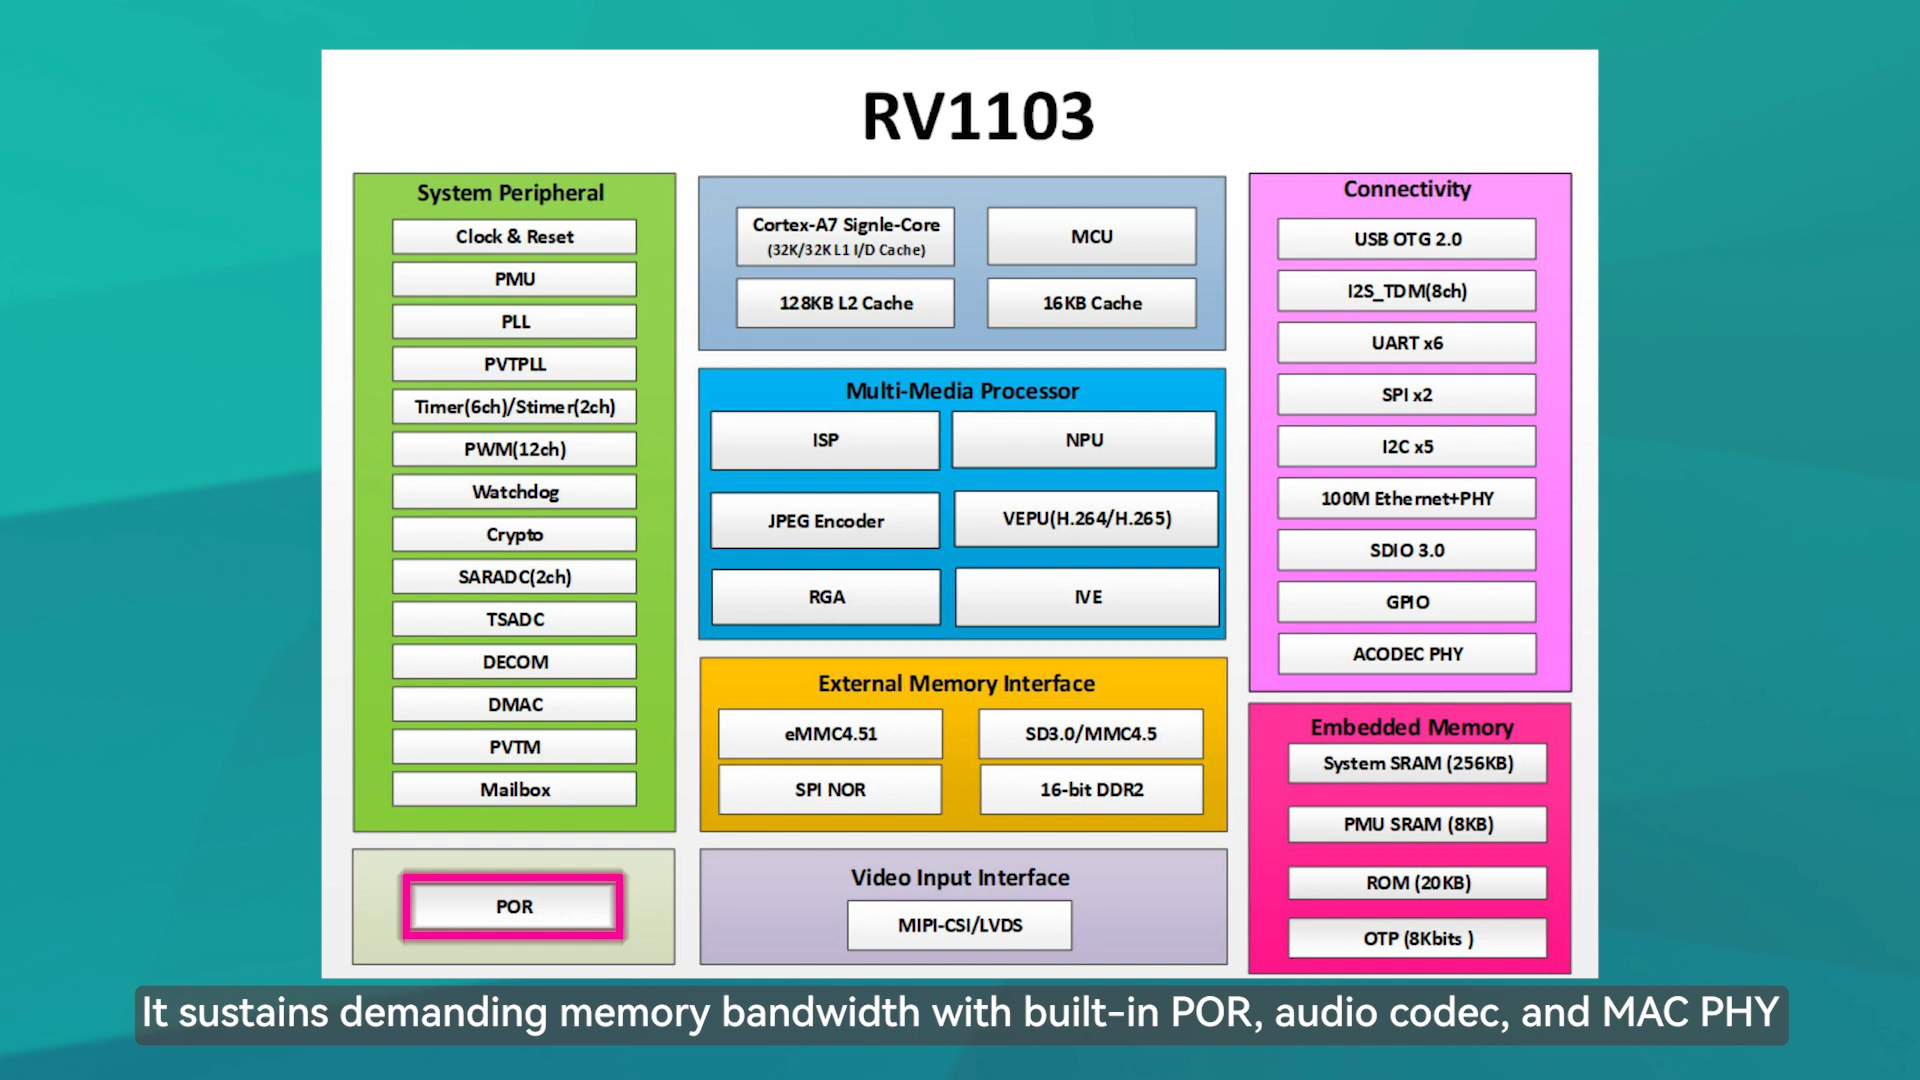 RV1103
System Peripheral
Clock & Reset
PMU
PLL
PVTPLL
Timer(6ch)/Stimer(2ch)
PWM(12ch)
Watchdog
Crypto
SARADC(2ch)
TSADC
DECOM
DMAC
PVTM
Mailbox
POR
Cortex-A7 Signle-Core
(32K/32K L1 I/D Cache)
MCU
128KB L2 Cache
16KB Cache
Multi-Media Processor
ISP
NPU
JPEG Encoder
VEPU(H.264/H.265)
RGA
IVE
External Memory Interface
eMMC4.51
SD3.0/MMC4.5
SPI NOR
16-bit DDR2
Video Input Interface
MIPI-CSI/LVDS
Connectivity
USB OTG 2.0
I2S_TDM(8ch)
UART x6
SPI x2
I2C x5
100M Ethernet+PHY
SDIO 3.0
GPIO
ACODEC PHY
Embedded Memory
System SRAM (256KB)
PMU SRAM (8KB)
ROM (20KB)
OTP (8Kbits )
It sustains demanding memory bandwidth with built-in POR, audio codec, and MAC PHY